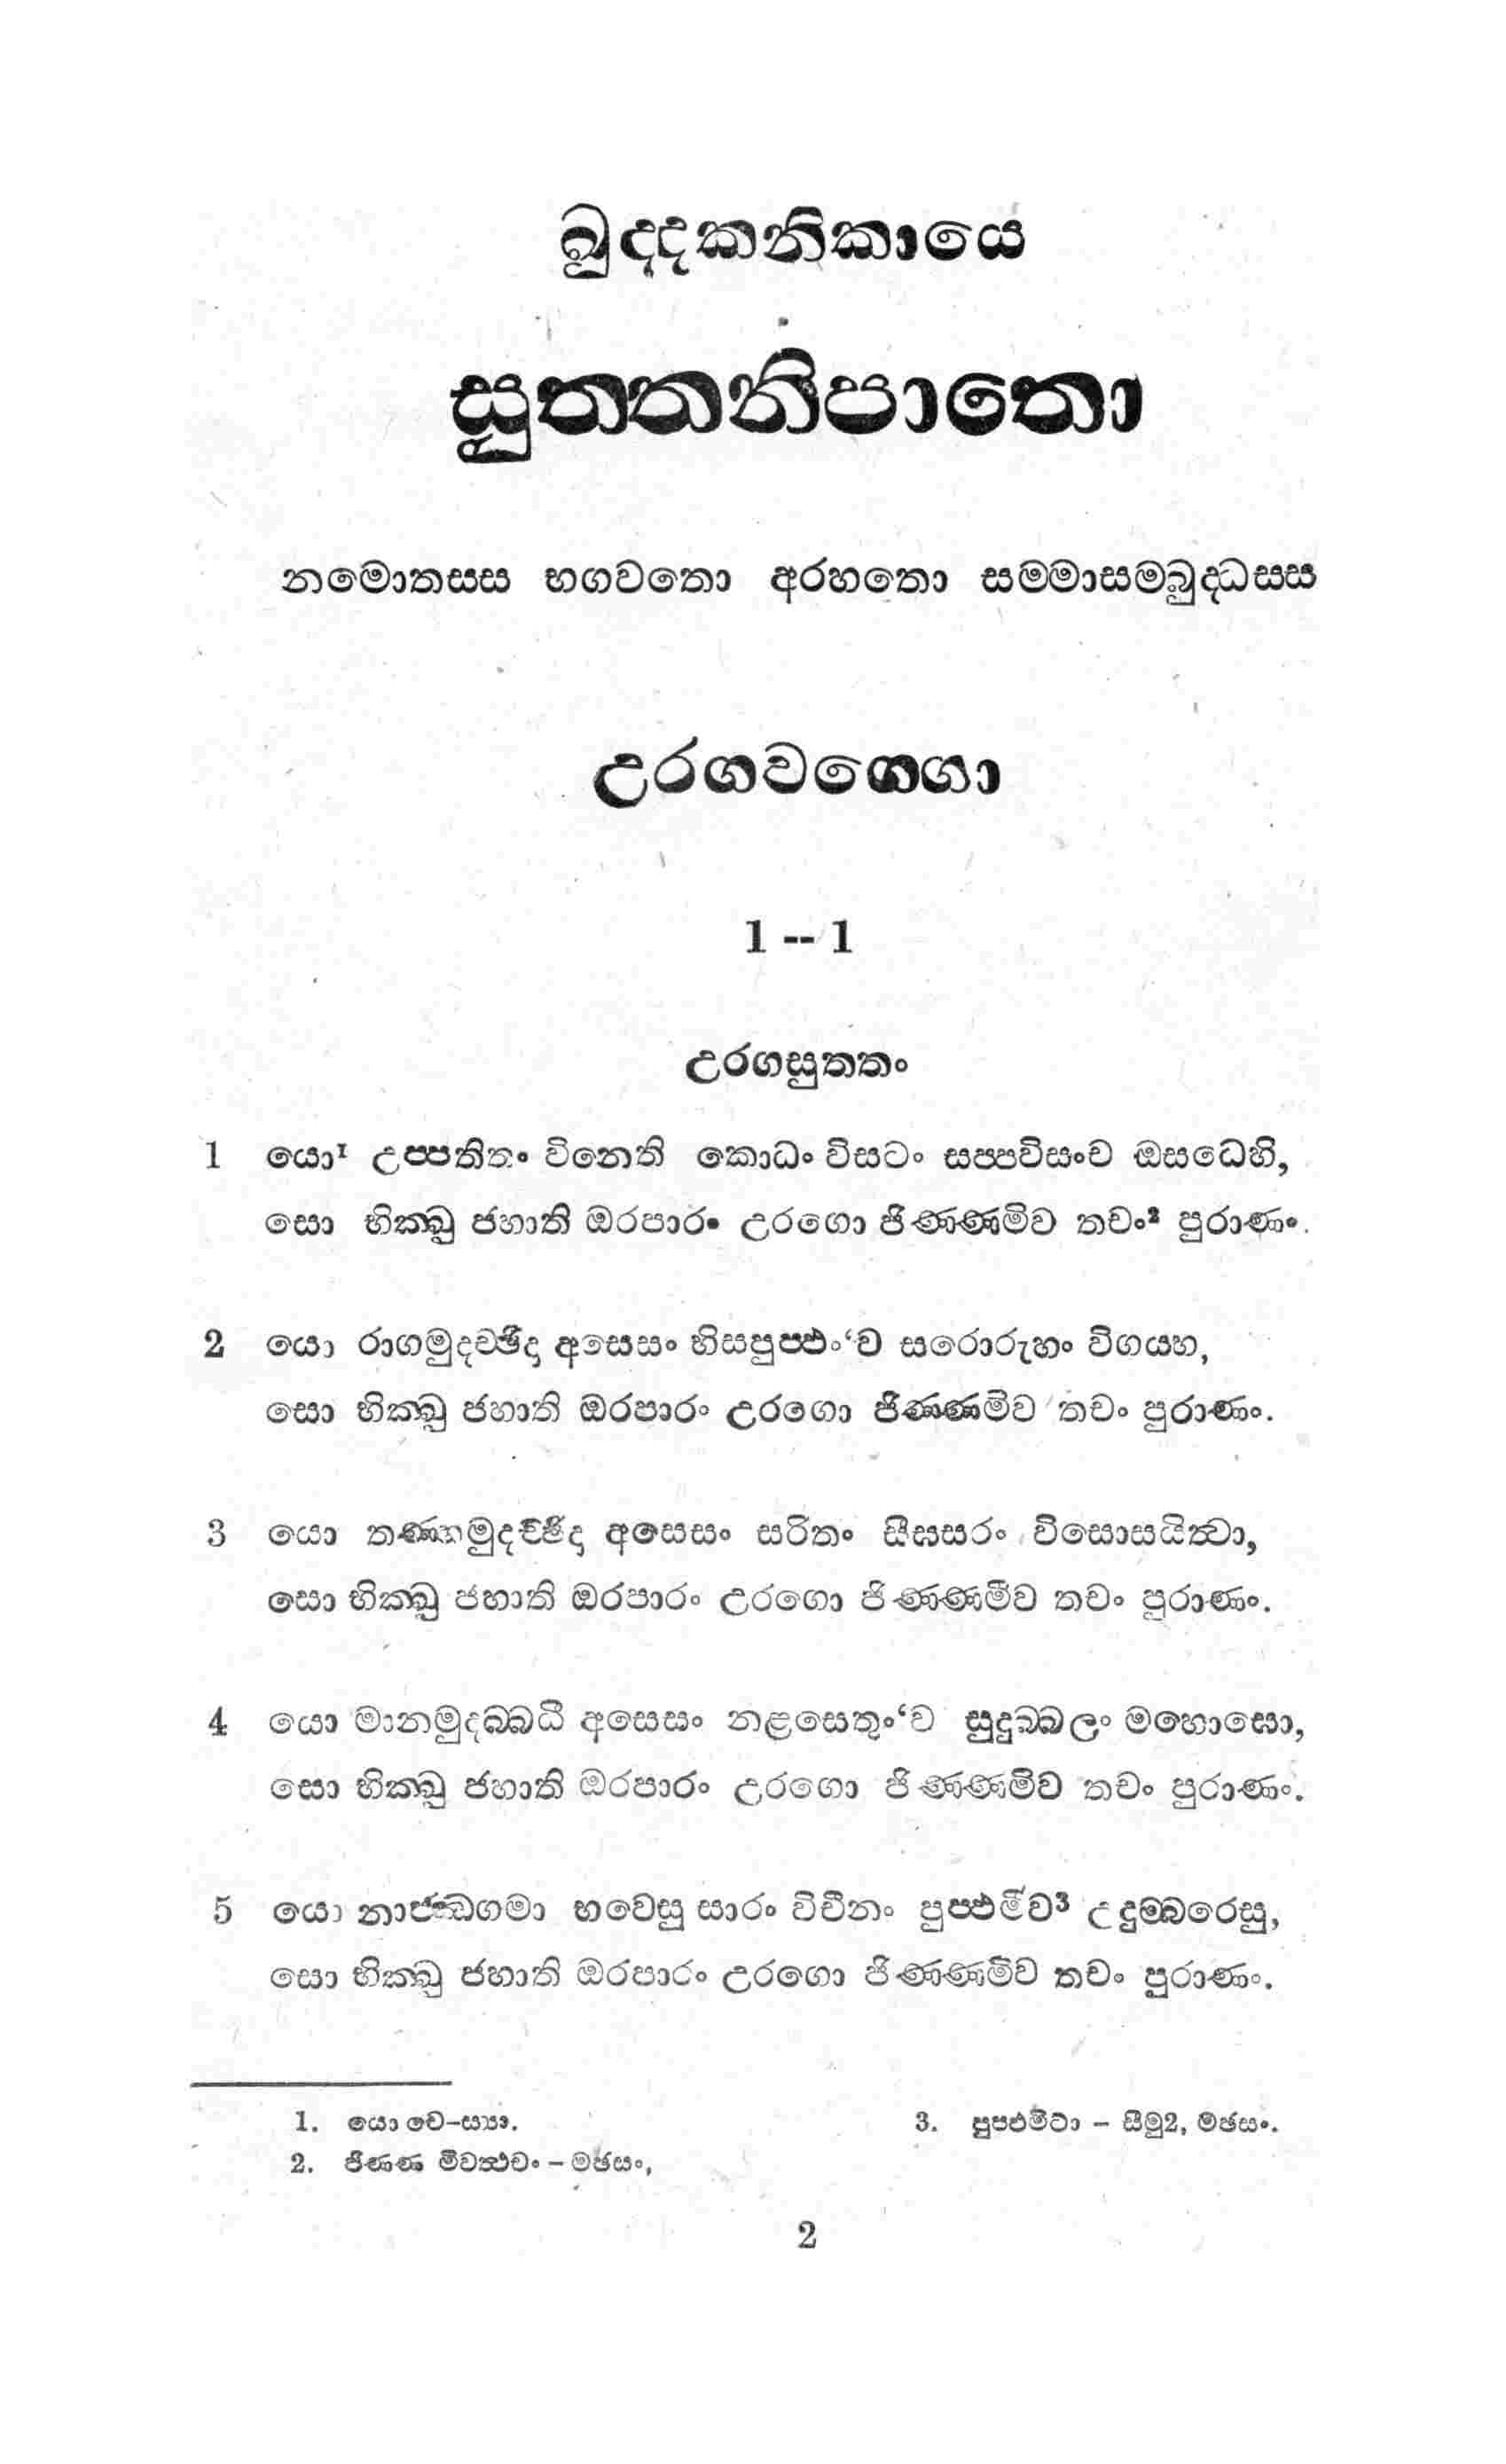 ඛුද්දකනිකායෙ
සුත්තනිපාතො
නමොතස්ස භගවතො අරහතො සම්මාසම්බුද්ධස්ස
උරගවග්ගො
1 -- 1
උරගසුත්තං
1 යො¹ උප්පතිතං විනෙති කොධං විසටං සප්පවිසංව ඔසධෙහි,
සො භික්ඛු ජහාති ඔරපාරං උරගො ජිණ්ණමිව තචං² පුරාණං.
2 යො රාගමුදච්ඡිදා අසෙසං භිසපුප්ඵං‘ව සරොරුහං විගය්හ,
සො භික්ඛු ජහාති ඔරපාරං උරගො ජිණ්ණමිව තචං පුරාණං.
3 යො තණ්හමුදච්ඡිදා අසෙසං සරිතං සීඝසරං විසොසයිත්වා,
සො භික්ඛු ජහාති ඔරපාරං උරගො ජිණ්ණමිව තචං පුරාණං.
4 යො මානමුදබ්බධී අසෙසං නළසෙතුං‘ව සුදුබ්බලං මහොඝො,
සො භික්ඛු ජහාති ඔරපාරං උරගො ජිණ්ණමිව තචං පුරාණං.
5 යො නාජ්ඣගමා භවෙසු සාරං විචිනං පුප්ඵමිව³ උදුම්බරෙසු,
සො භික්ඛු ජහාති ඔරපාරං උරගො ජිණ්ණමිව තචං පුරාණං.
1. යො චෙ-ස්‍යා.
2. ජිණ්ණ මිවත්ථචං - මඡසං,
3. පුප්ඵමිවා - සීමු2, මඡසං.
2